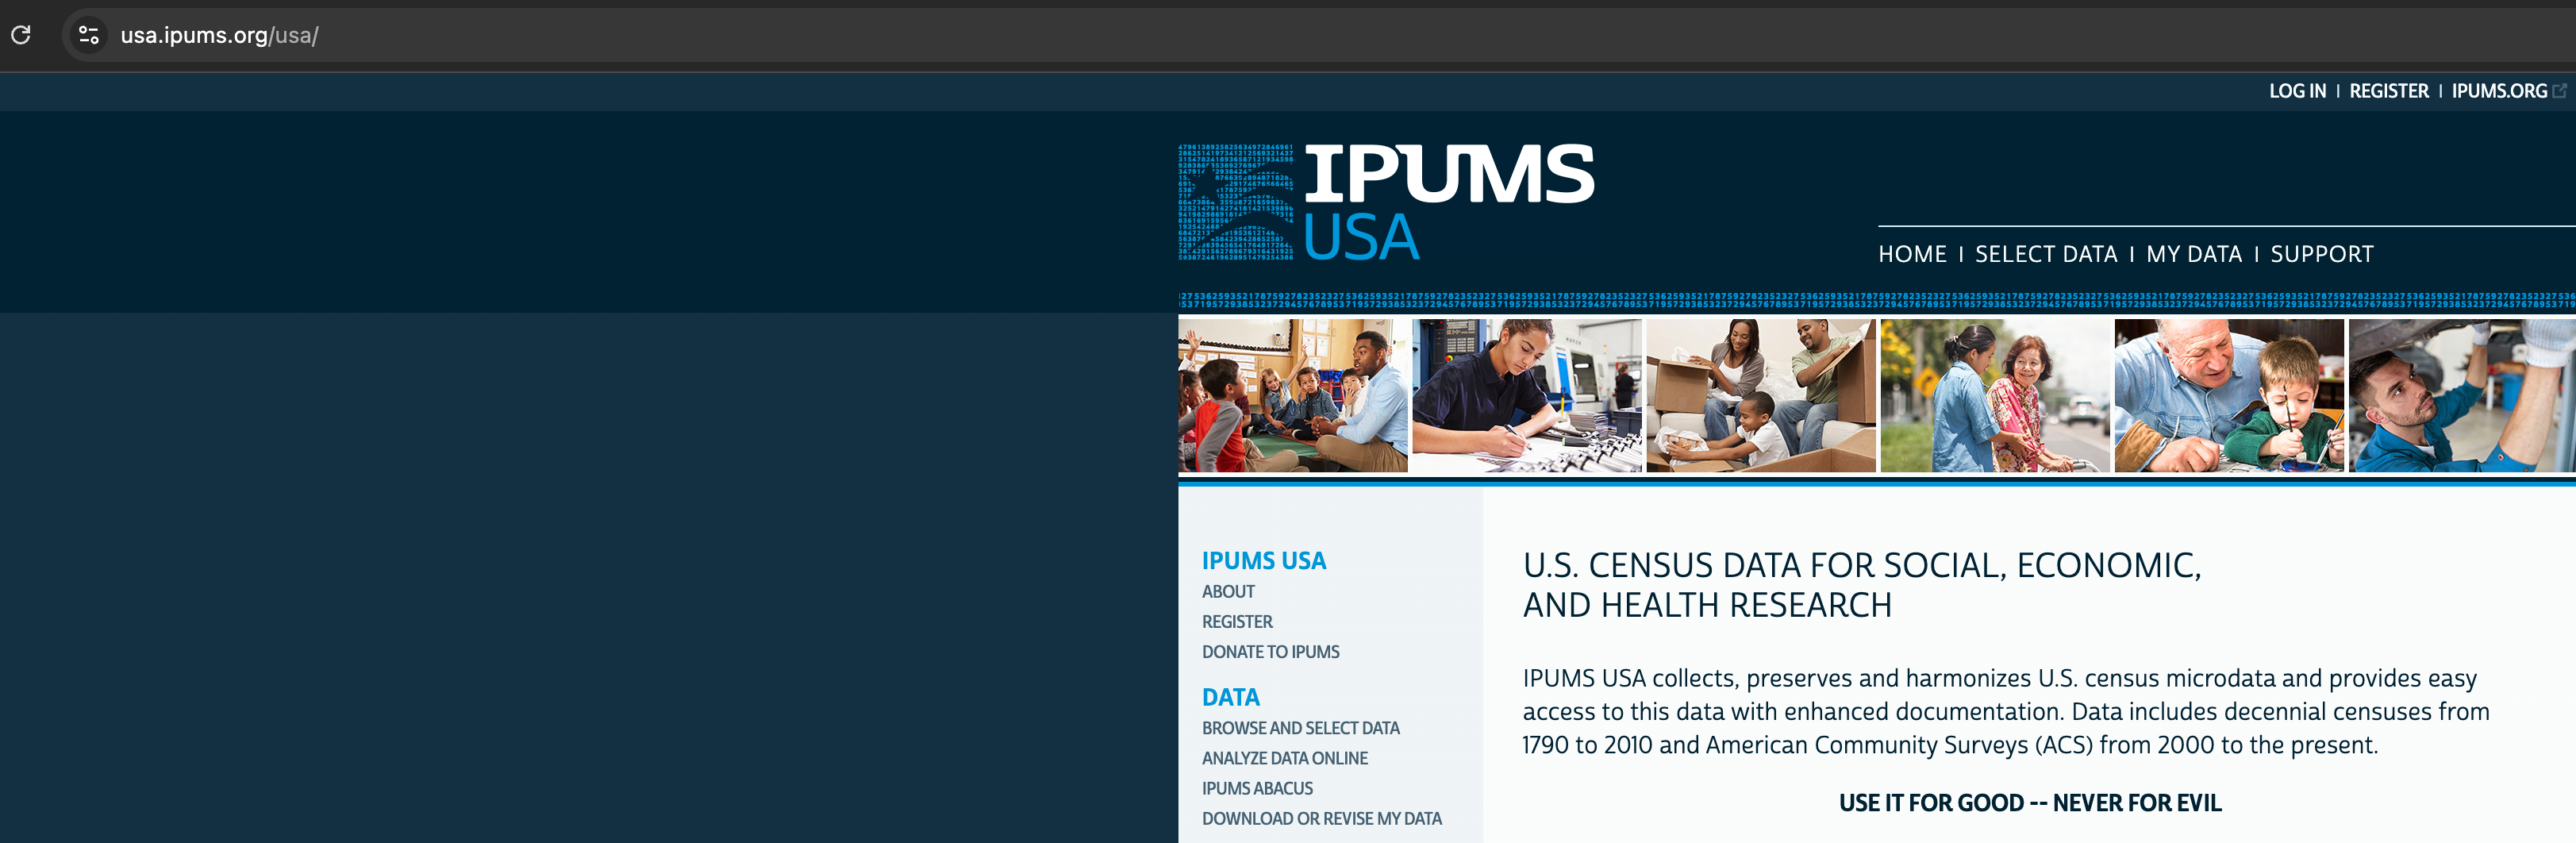 usa.ipums.org/usa/
LOG IN | REGISTER | IPUMS.ORG
IPUMS
USA
HOME | SELECT DATA | MY DATA | SUPPORT
IPUMS USA
ABOUT
REGISTER
DONATE TO IPUMS
DATA
BROWSE AND SELECT DATA
ANALYZE DATA ONLINE
IPUMS ABACUS
DOWNLOAD OR REVISE MY DATA
U.S. CENSUS DATA FOR SOCIAL, ECONOMIC,
AND HEALTH RESEARCH
IPUMS USA collects, preserves and harmonizes U.S. census microdata and provides easy
access to this data with enhanced documentation. Data includes decennial censuses from
1790 to 2010 and American Community Surveys (ACS) from 2000 to the present.
USE IT FOR GOOD -- NEVER FOR EVIL